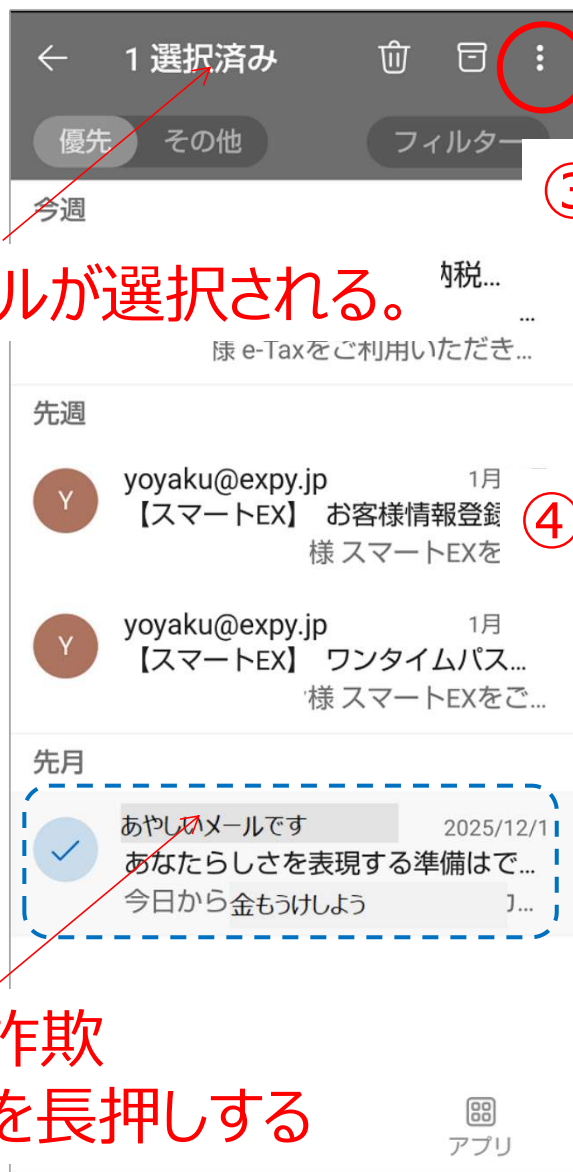 1 選択済み
優先 その他 フィルター
③
今週
ルが選択される。
納税...
...
様 e-Taxをご利用いただき...
先週
Y
yoyaku@expy.jp 1月
【スマートEX】 お客様情報登録
④
様 スマートEXを
Y
yoyaku@expy.jp 1月
【スマートEX】 ワンタイムパス...
様 スマートEXをご...
先月
あやしいメールです 2025/12/1
あなたらしさを表現する準備はで...
今日から 金もうけしよう
詐欺
を長押しする
アプリ